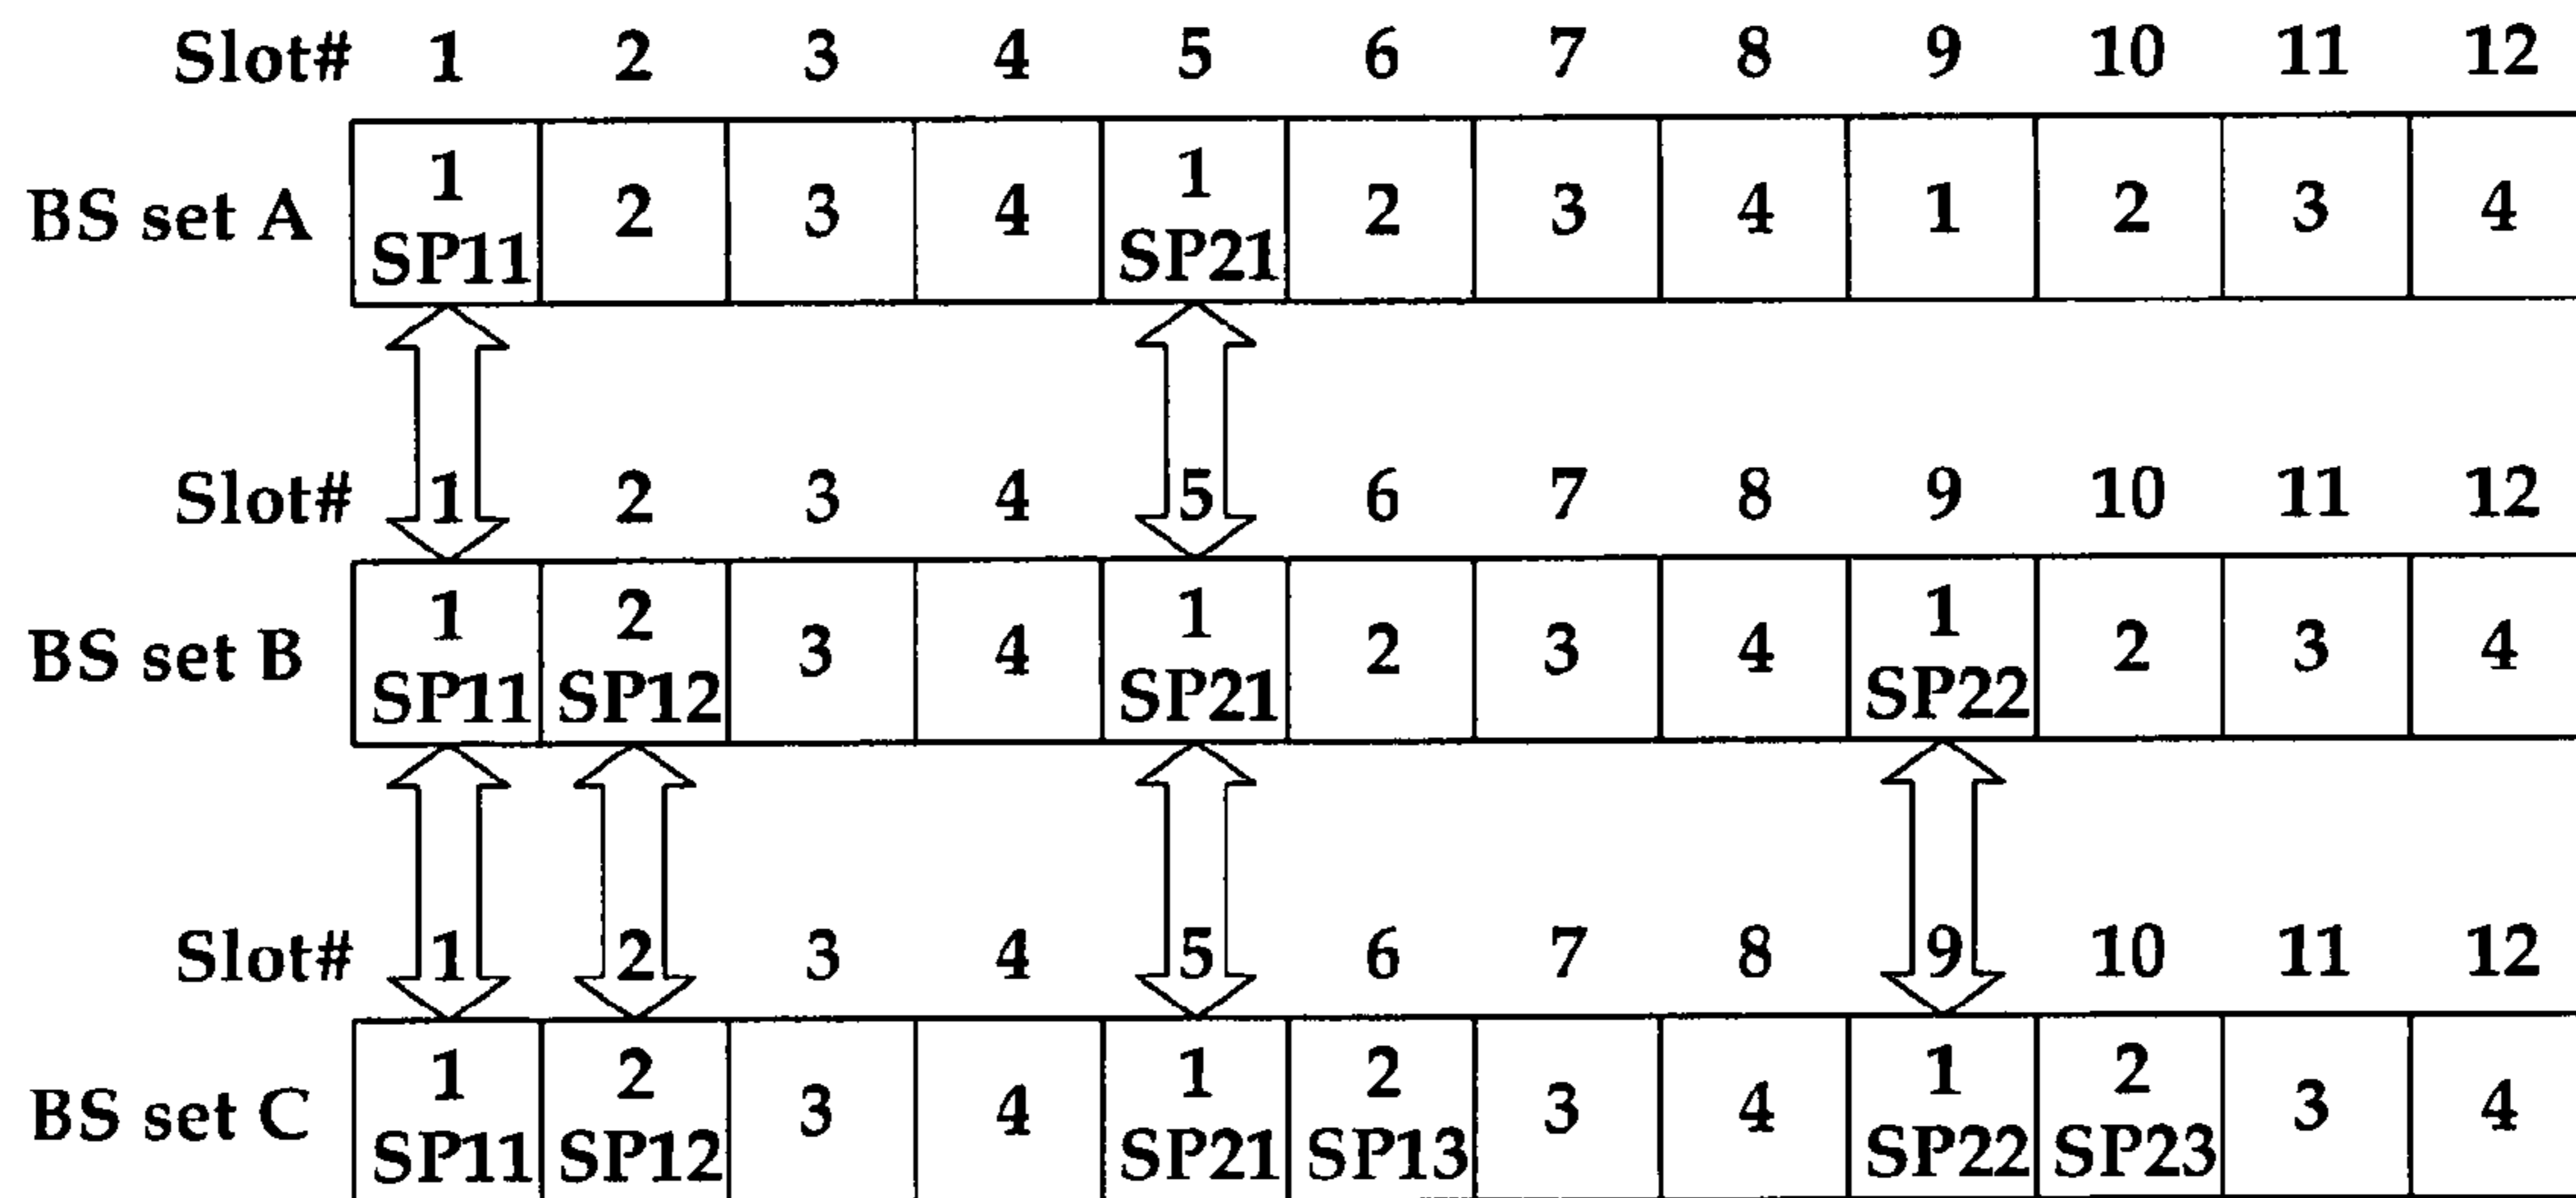 Slot# 1 2 3 4 5 6 7 8 9 10 11 12
BS set A 1 2 3 4 1 2 3 4 1 2 3 4
SP11 SP21
Slot# 1 2 3 4 5 6 7 8 9 10 11 12
BS set B 1 2 3 4 1 2 3 4 1 2 3 4
SP11 SP12 SP21 SP22
Slot# 1 2 3 4 5 6 7 8 9 10 11 12
BS set C 1 2 3 4 1 2 3 4 1 2 3 4
SP11 SP12 SP21 SP13 SP22 SP23